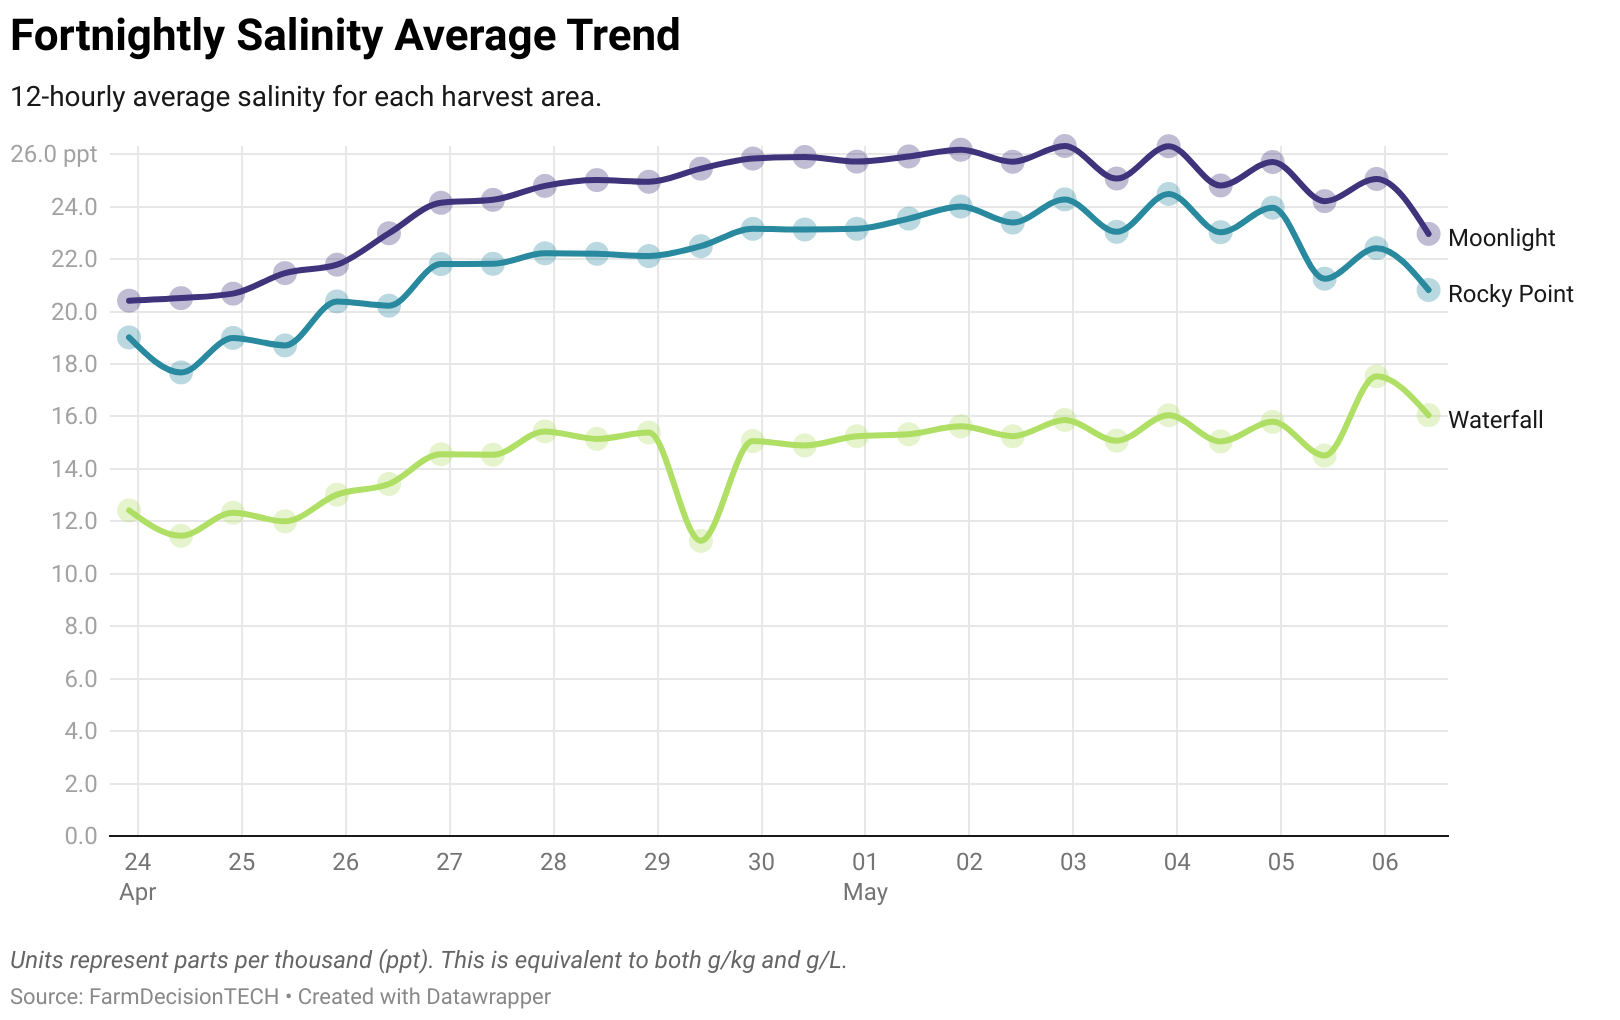 Fortnightly Salinity Average Trend
12-hourly average salinity for each harvest area.
26.0 ppt
24.0
22.0
20.0
18.0
16.0
14.0
12.0
10.0
8.0
6.0
4.0
2.0
0.0
Moonlight
Rocky Point
Waterfall
24 25 26 27 28 29 30 01 02 03 04 05 06
Apr May
Units represent parts per thousand (ppt). This is equivalent to both g/kg and g/L.
Source: FarmDecisionTECH • Created with Datawrapper